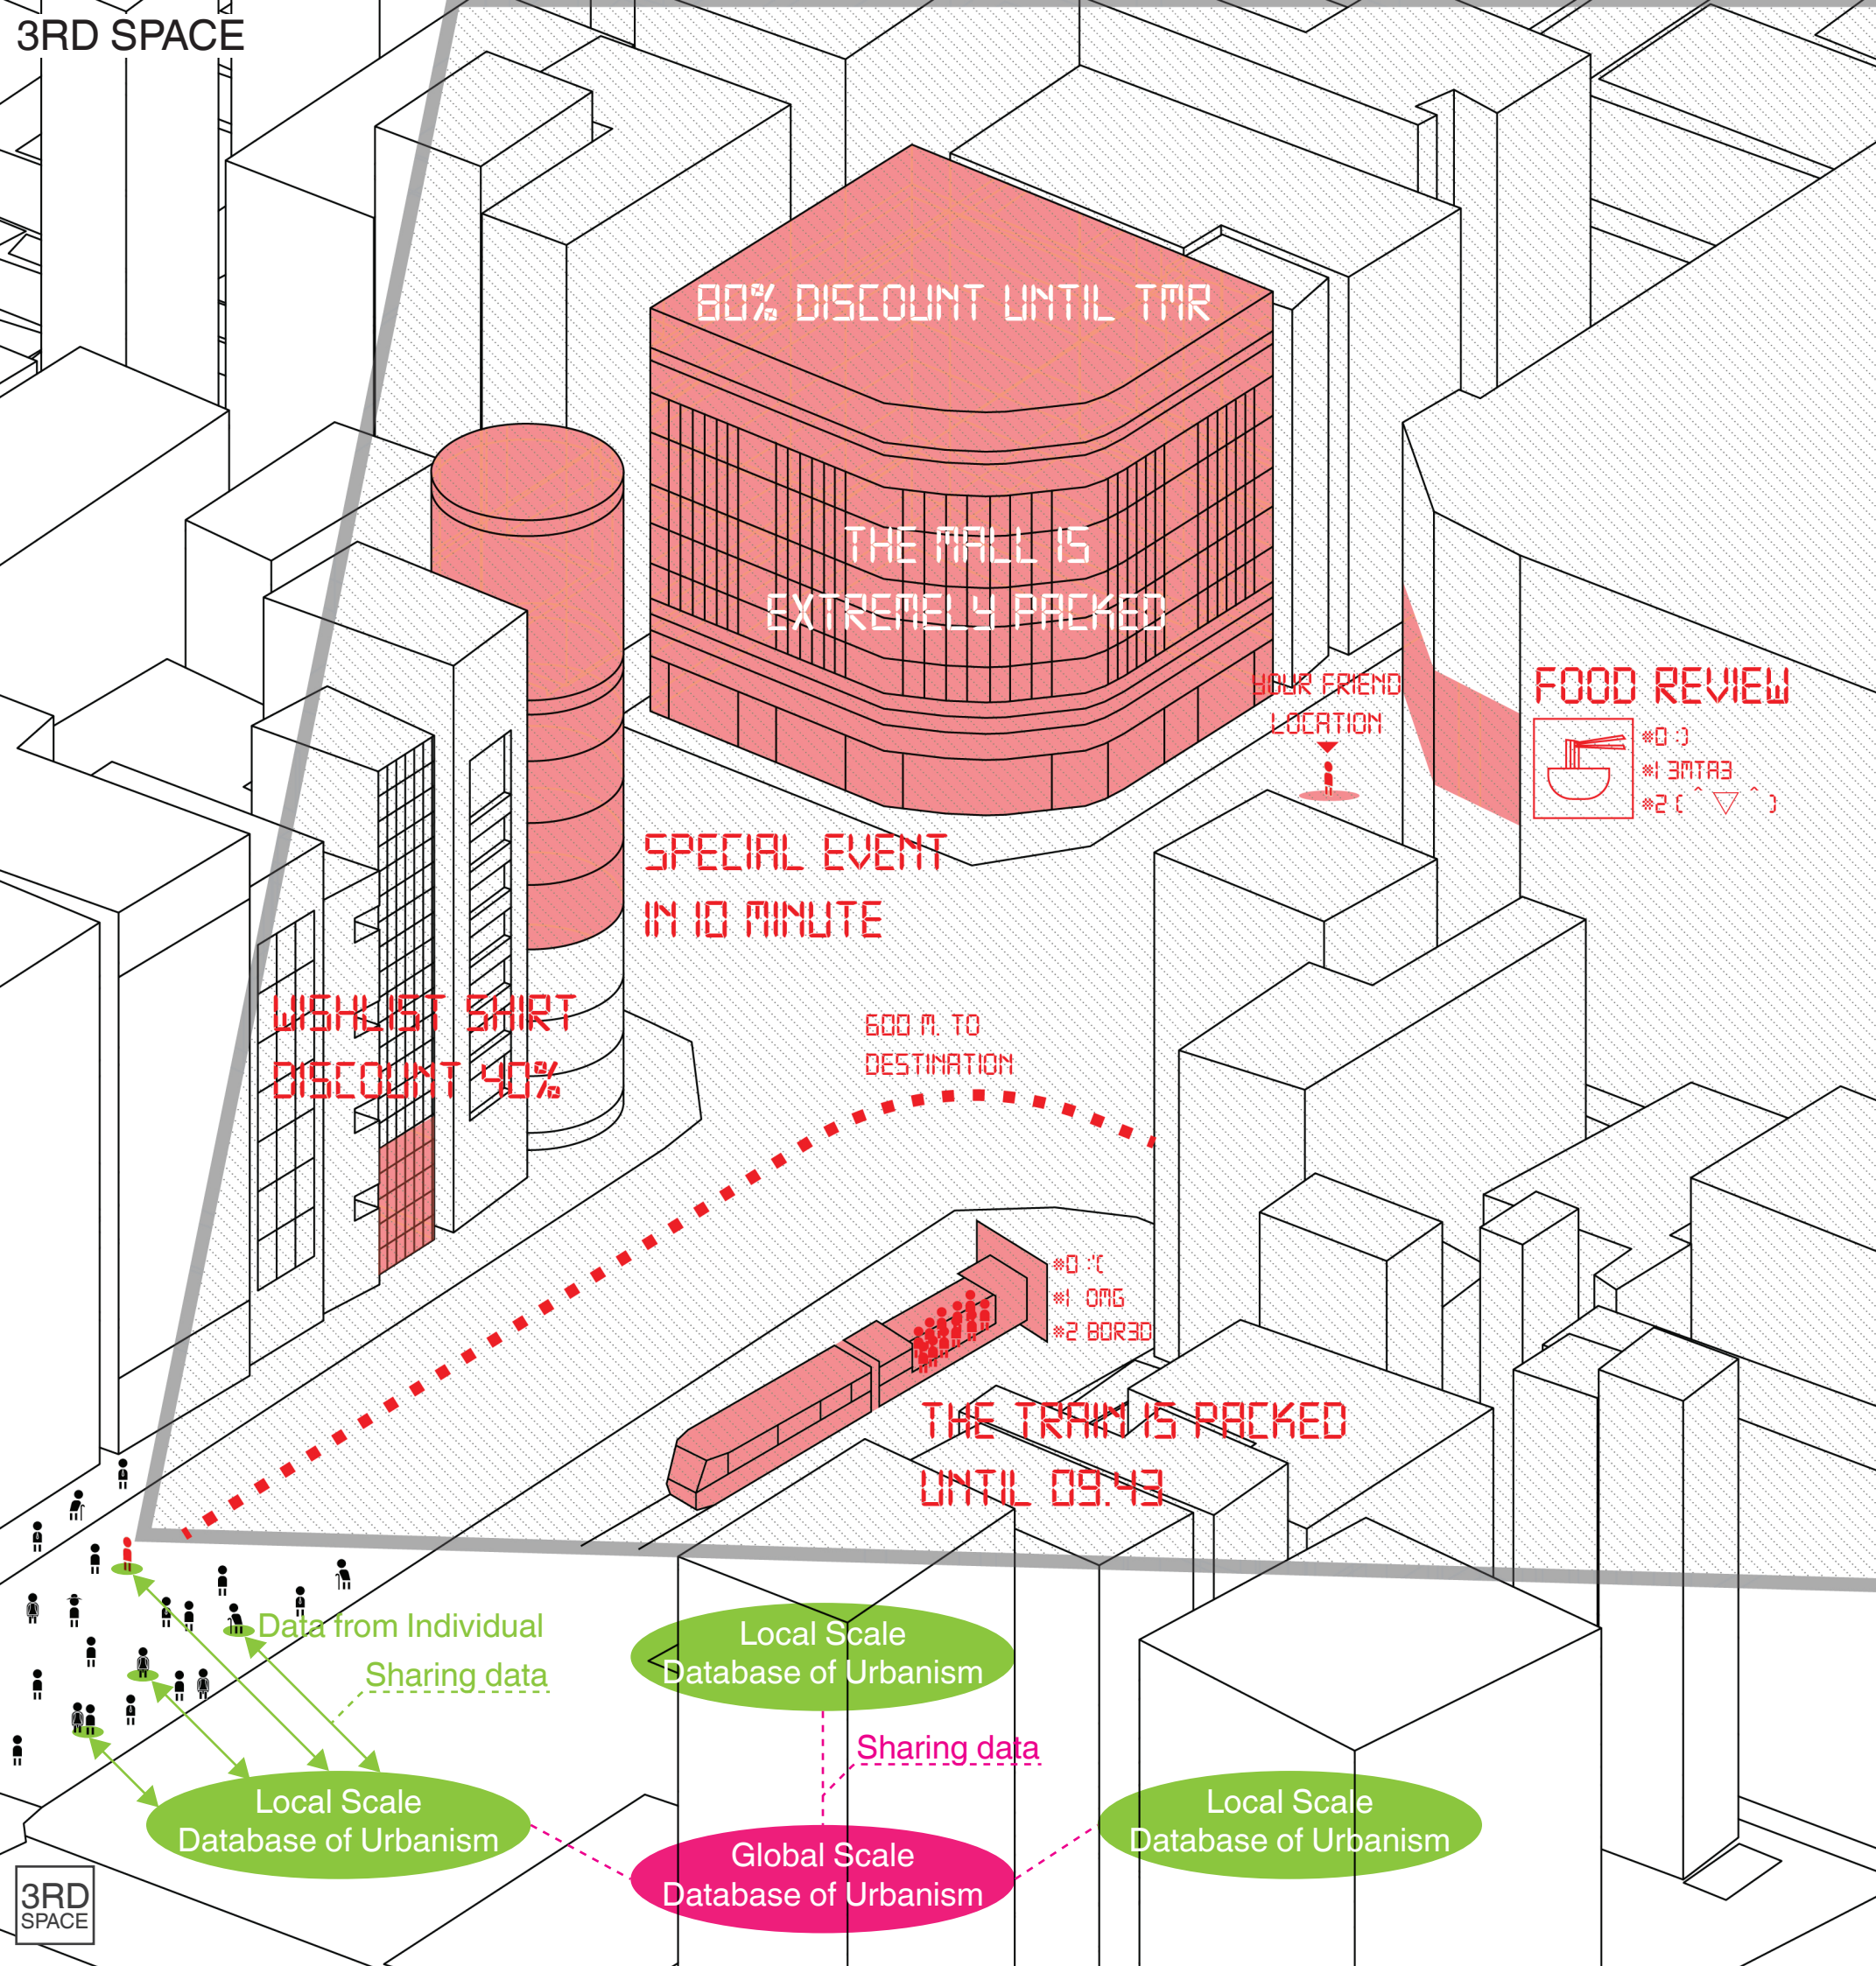 3RD SPACE
80% DISCOUNT UNTIL TMR
THE MALL IS
EXTREMELY PACKED
YOUR FRIEND
LOCATION
FOOD REVIEW
*0 :)
*1 3MTA3
*2 ( ^ ▽ ^ )
SPECIAL EVENT
IN 10 MINUTE
WISHLIST SHIRT
DISCOUNT 40%
600 M. TO
DESTINATION
*0 :'(
*1 OMG
*2 BOR3D
THE TRAIN IS PACKED
UNTIL 09.43
Data from Individual
Sharing data
Local Scale
Database of Urbanism
Sharing data
Local Scale
Database of Urbanism
Local Scale
Database of Urbanism
Global Scale
Database of Urbanism
3RD
SPACE